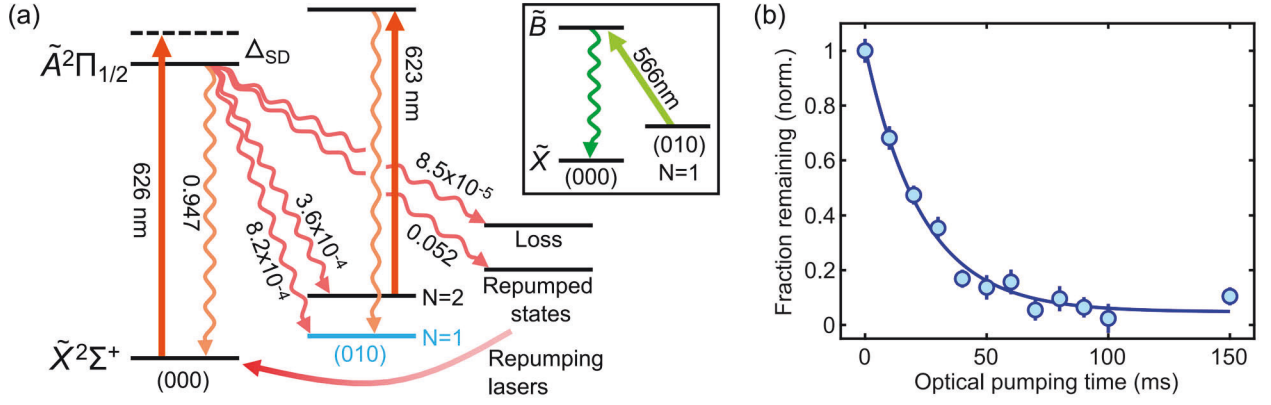 (a)
Ã²Π₁/₂
Δ_SD
626 nm
0.947
3.6x10⁻⁴
8.2x10⁻⁴
623 nm
8.5x10⁻⁵
0.052
Loss
Repumped
states
N=2
N=1
(010)
X̃²Σ⁺
(000)
Repumping
lasers
B̃
566nm
X̃
(000)
(010)
N=1
(b)
Fraction remaining (norm.)
1
0.8
0.6
0.4
0.2
0
0
50
100
150
Optical pumping time (ms)